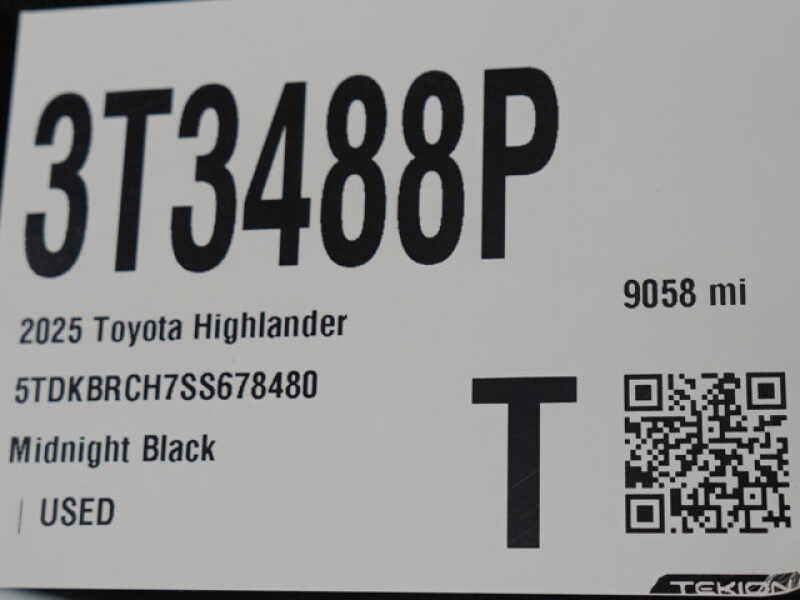 3T3488P
9058 mi
2025 Toyota Highlander
5TDKBRCH7SS678480
T
Midnight Black
| USED
TEKION